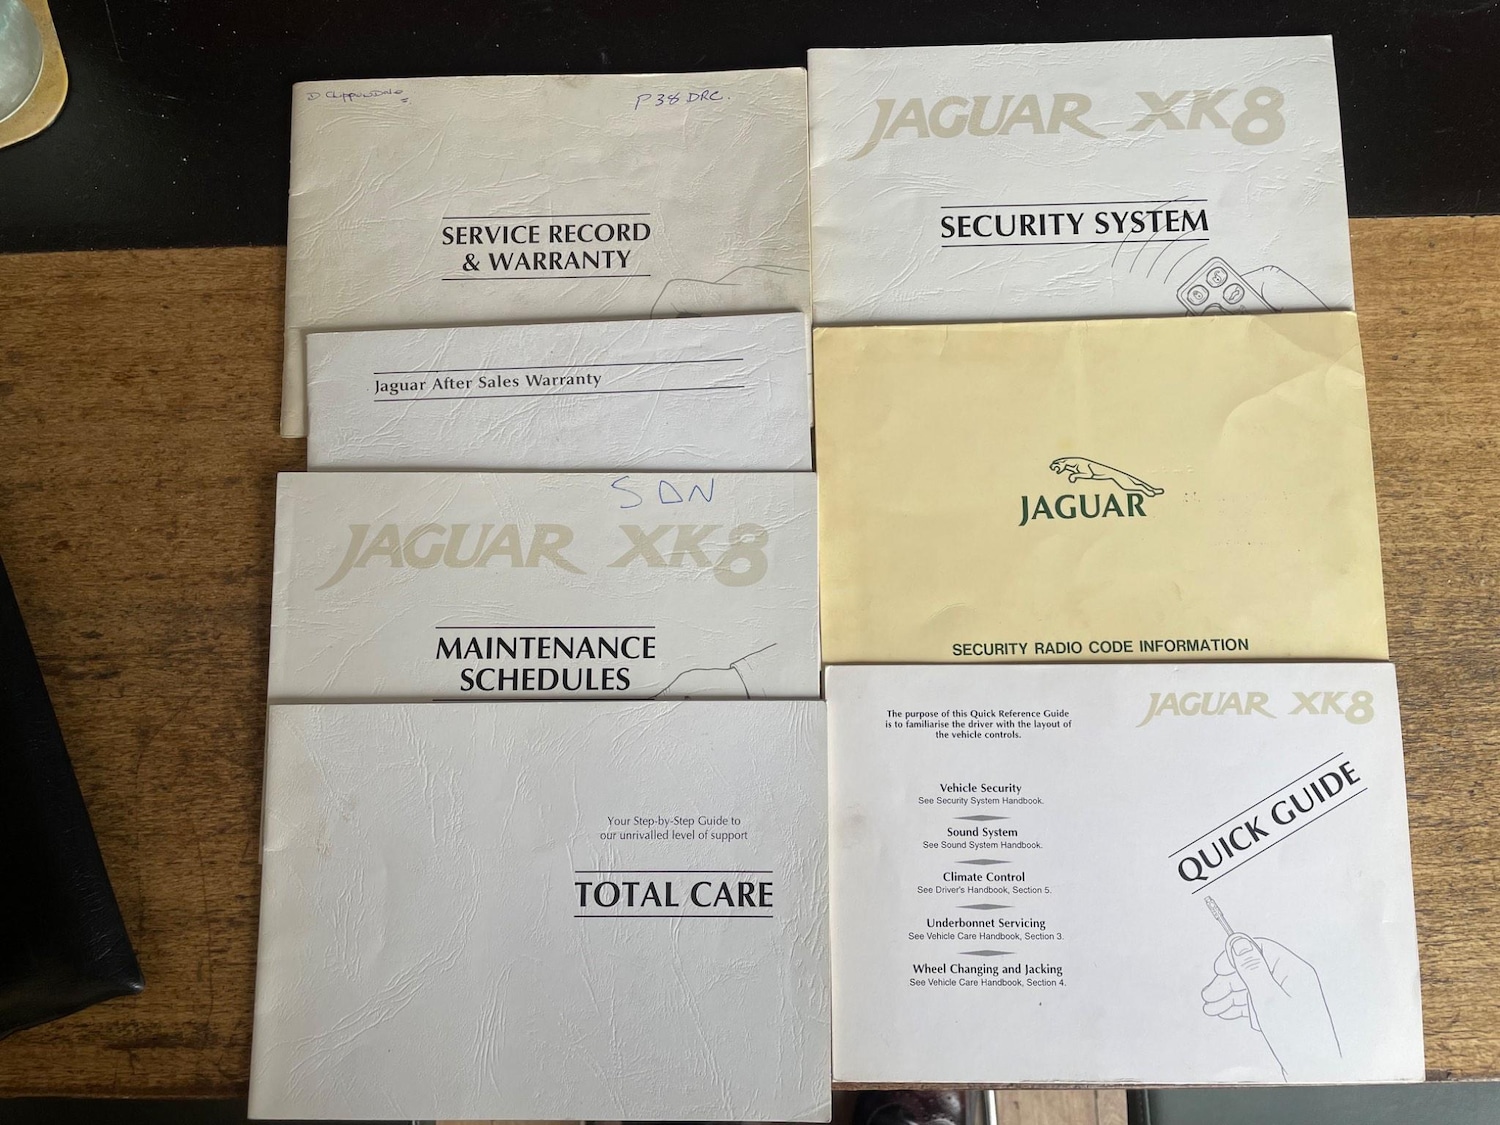 P38 DRC.
SERVICE RECORD
& WARRANTY
JAGUAR XK8
SECURITY SYSTEM
Jaguar After Sales Warranty
JAGUAR
SECURITY RADIO CODE INFORMATION
SDN
JAGUAR XK8
MAINTENANCE
SCHEDULES
Your Step-by-Step Guide to
our unrivalled level of support
TOTAL CARE
JAGUAR XK8
The purpose of this Quick Reference Guide
is to familiarise the driver with the layout of
the vehicle controls.
QUICK GUIDE
Vehicle Security
See Security System Handbook.
Sound System
See Sound System Handbook.
Climate Control
See Driver's Handbook, Section 5.
Underbonnet Servicing
See Vehicle Care Handbook, Section 3.
Wheel Changing and Jacking
See Vehicle Care Handbook, Section 4.